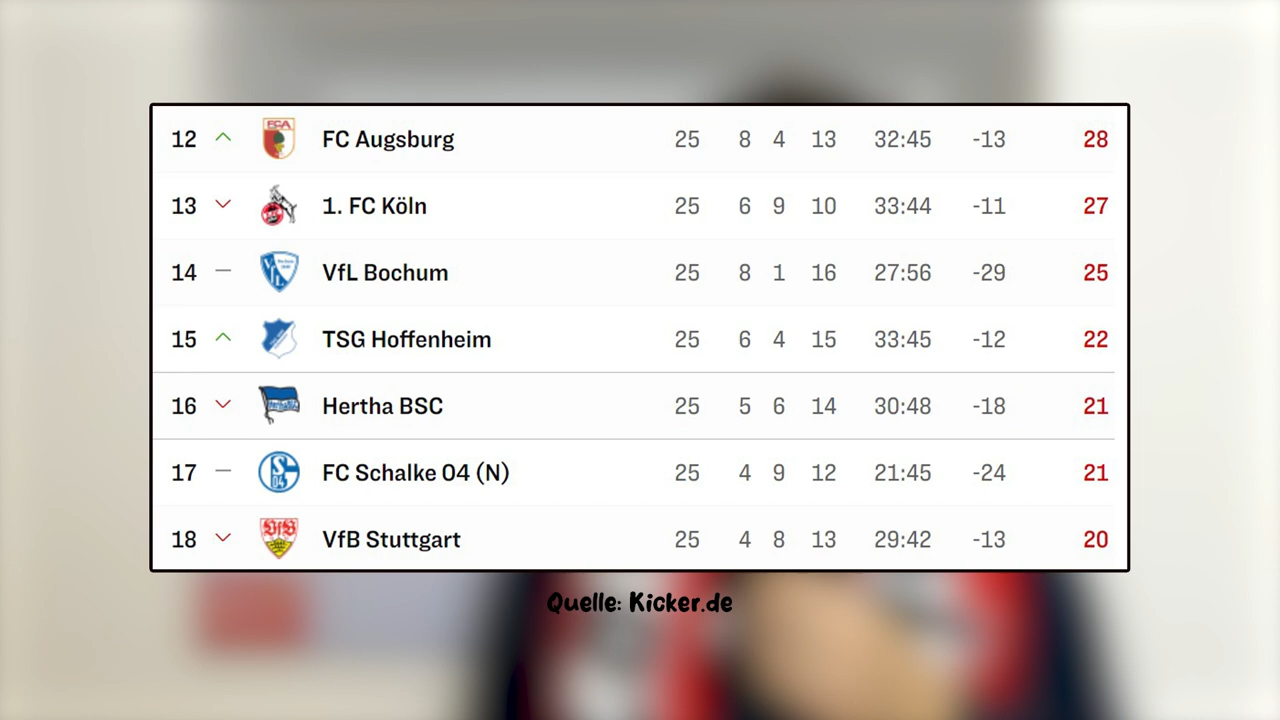 12 FC Augsburg 25 8 4 13 32:45 -13 28
13 1. FC Köln 25 6 9 10 33:44 -11 27
14 VfL Bochum 25 8 1 16 27:56 -29 25
15 TSG Hoffenheim 25 6 4 15 33:45 -12 22
16 Hertha BSC 25 5 6 14 30:48 -18 21
17 FC Schalke 04 (N) 25 4 9 12 21:45 -24 21
18 VfB Stuttgart 25 4 8 13 29:42 -13 20
Quelle: Kicker.de